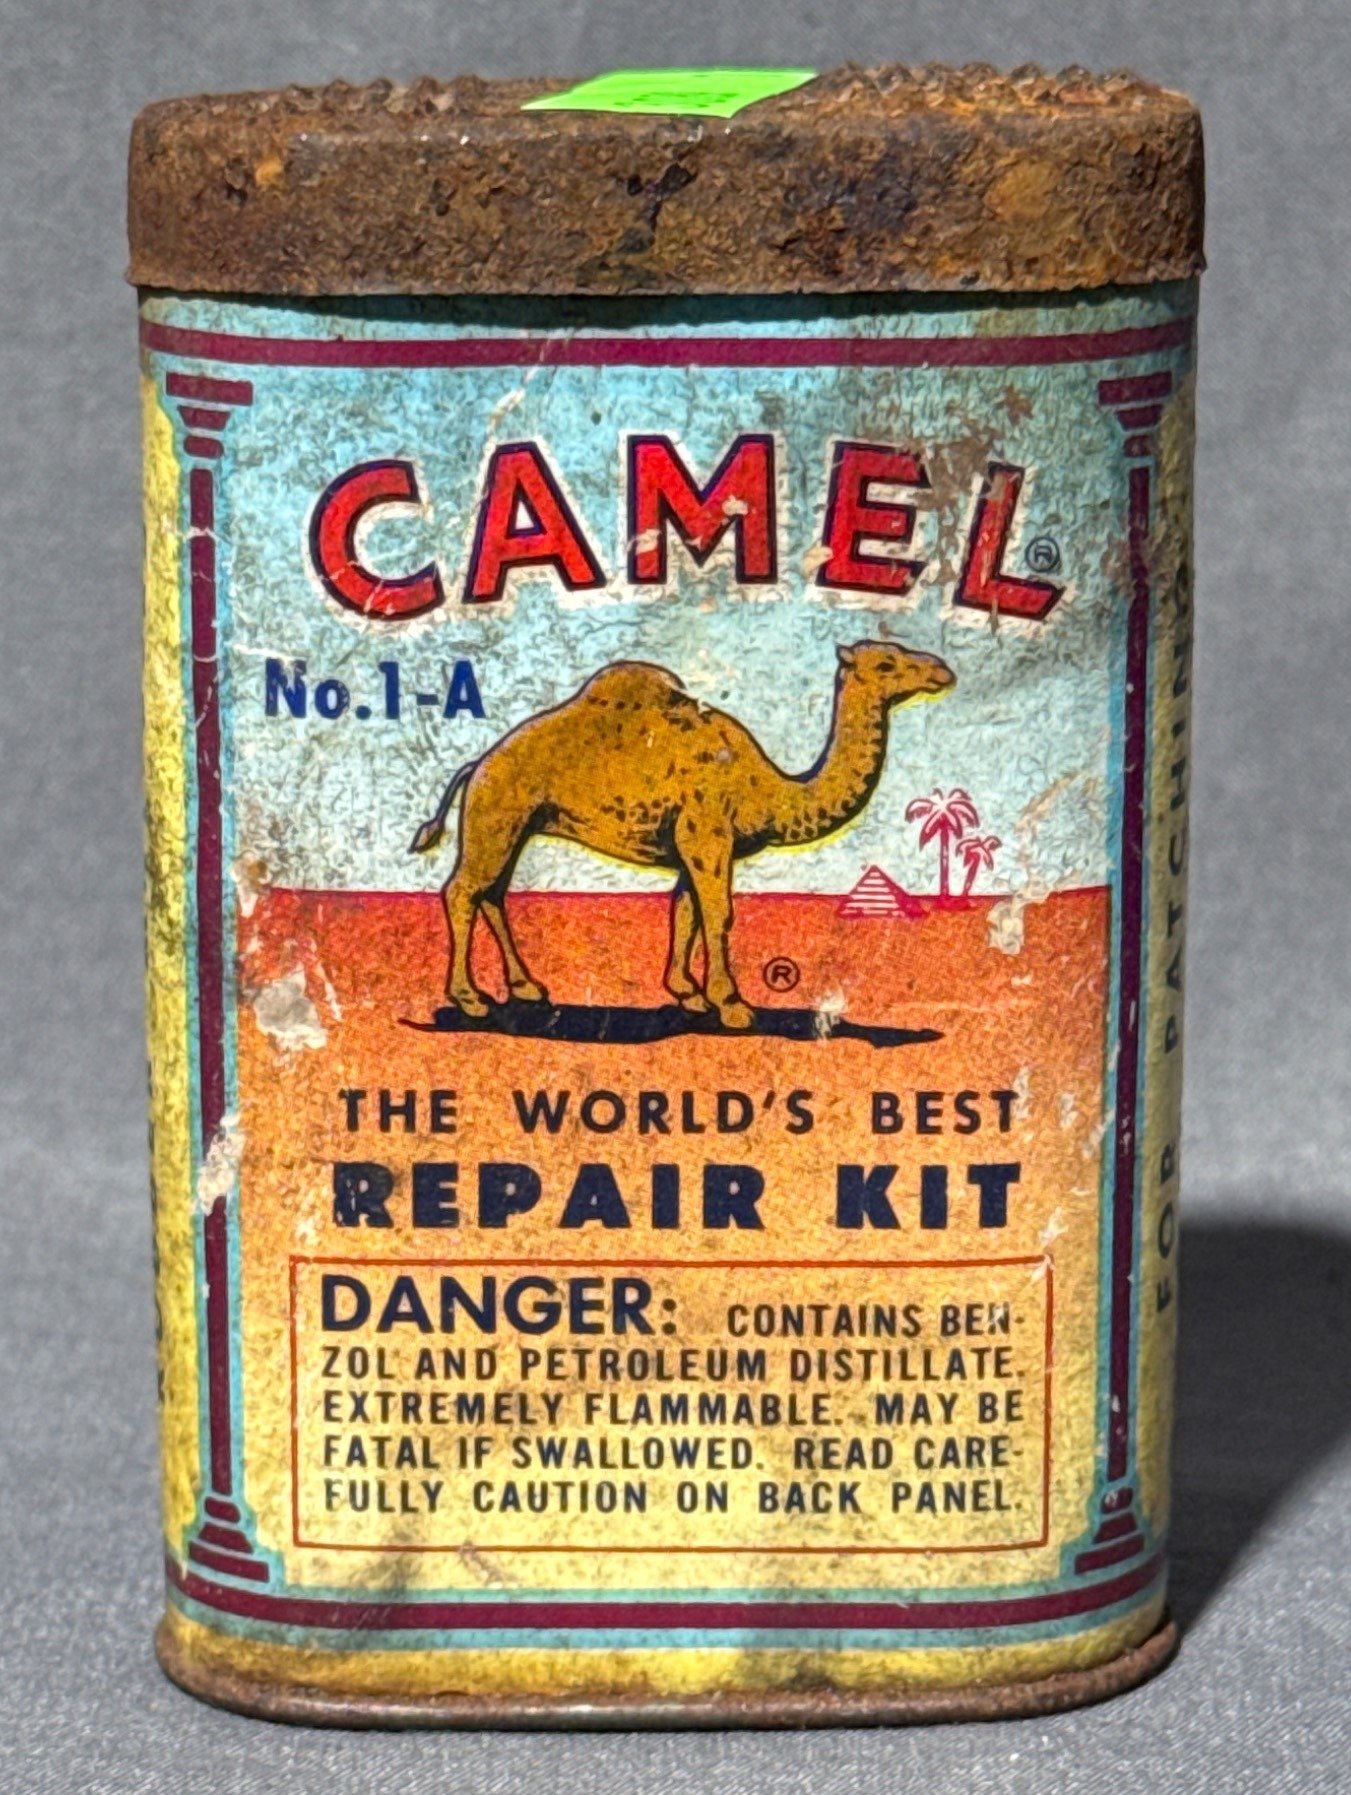 CAMEL®
No. 1-A
®
THE WORLD'S BEST
REPAIR KIT
DANGER: CONTAINS BEN-
ZOL AND PETROLEUM DISTILLATE.
EXTREMELY FLAMMABLE. MAY BE
FATAL IF SWALLOWED. READ CARE-
FULLY CAUTION ON BACK PANEL.
FOR PATCHING